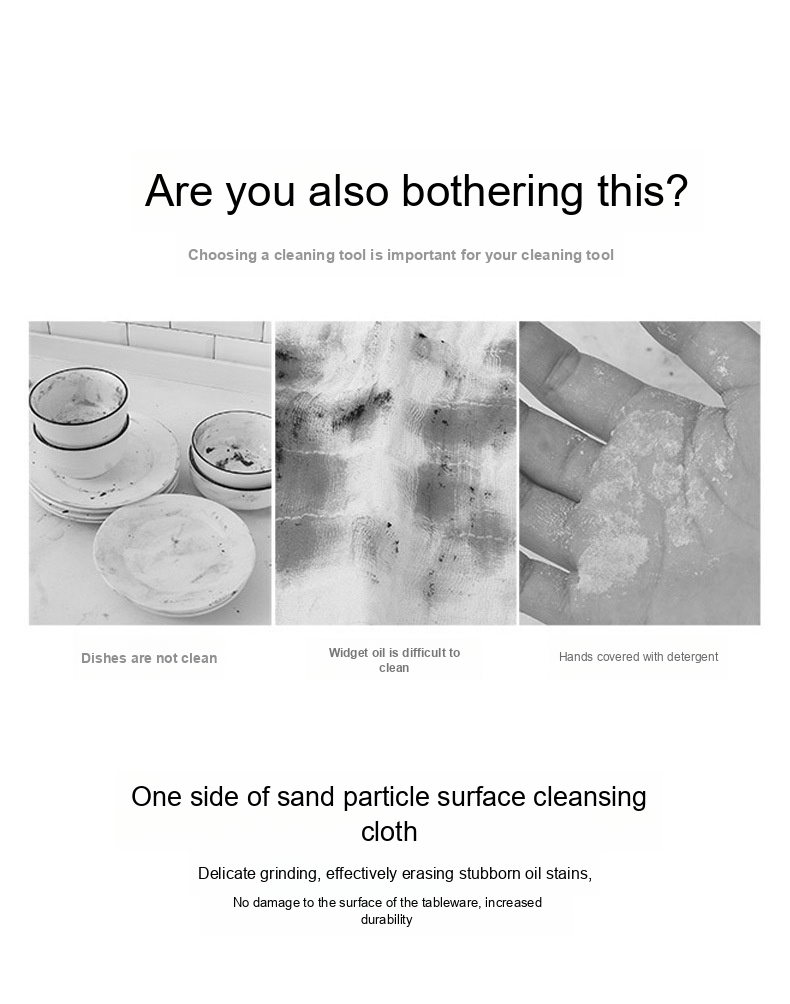 Are you also bothering this?
Choosing a cleaning tool is important for your cleaning tool
Dishes are not clean
Widget oil is difficult to
clean
Hands covered with detergent
One side of sand particle surface cleansing
cloth
Delicate grinding, effectively erasing stubborn oil stains,
No damage to the surface of the tableware, increased
durability